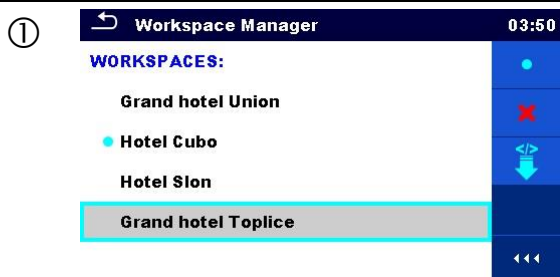 ①
Workspace Manager 03:50
WORKSPACES:
Grand hotel Union
Hotel Cubo
Hotel Slon
Grand hotel Toplice